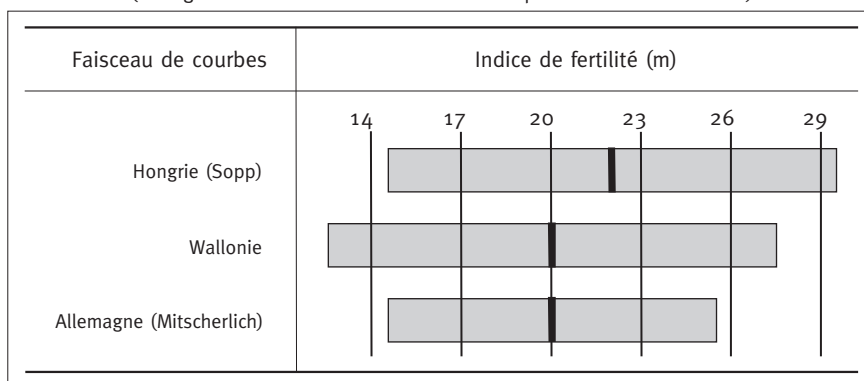 Faisceau de courbes
Indice de fertilité (m)
14 17 20 23 26 29
Hongrie (Sopp)
Wallonie
Allemagne (Mitscherlich)